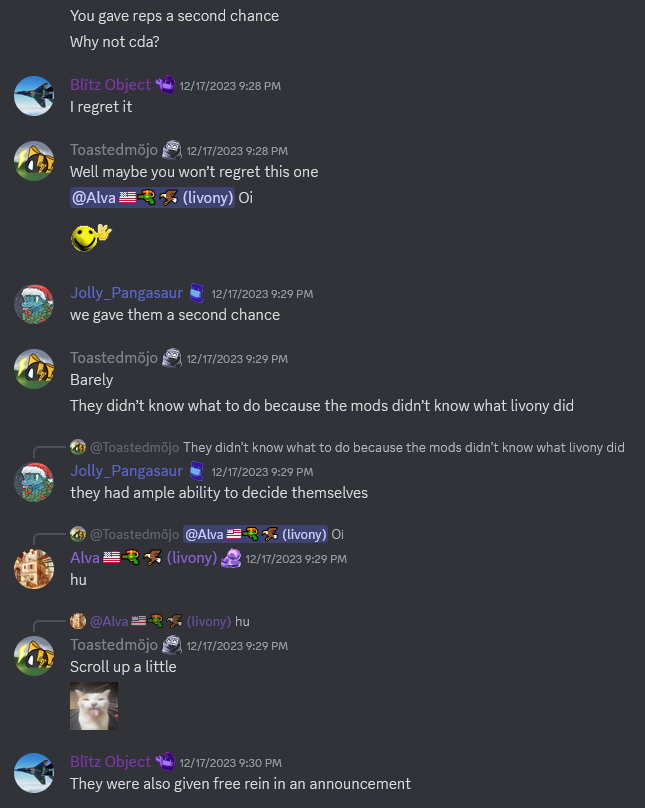 You gave reps a second chance
Why not cda?
Blïtz Object 12/17/2023 9:28 PM
I regret it
Toastedmöjo 12/17/2023 9:28 PM
Well maybe you won't regret this one
@Alva (livony) Oi
Jolly_Pangasaur 12/17/2023 9:29 PM
we gave them a second chance
Toastedmöjo 12/17/2023 9:29 PM
Barely
They didn't know what to do because the mods didn't know what livony did
@Toastedmöjo They didn't know what to do because the mods didn't know what livony did
Jolly_Pangasaur 12/17/2023 9:29 PM
they had ample ability to decide themselves
@Toastedmöjo @Alva (livony) Oi
Alva (livony) 12/17/2023 9:29 PM
hu
@Alva (livony) hu
Toastedmöjo 12/17/2023 9:29 PM
Scroll up a little
Blïtz Object 12/17/2023 9:30 PM
They were also given free rein in an announcement